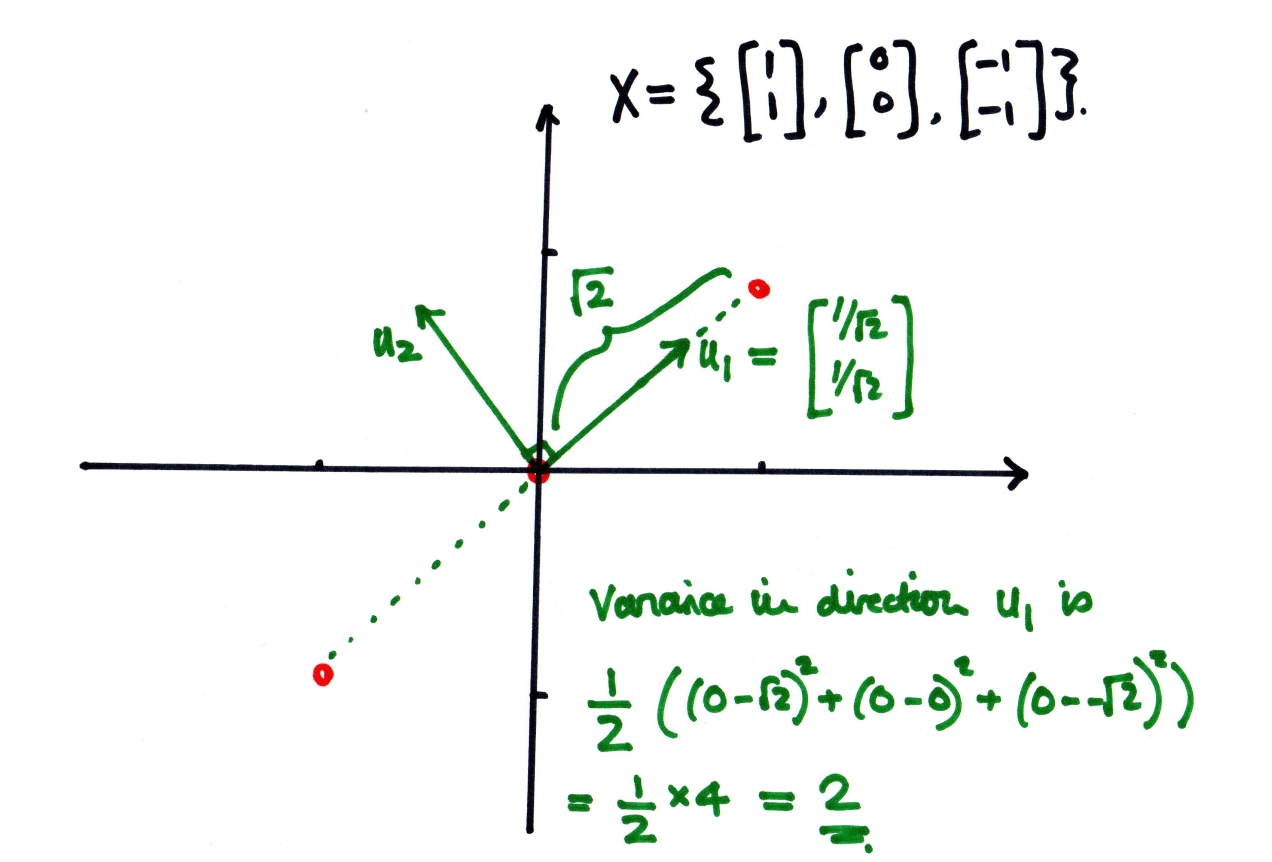 X = { [1 1], [0 0], [-1 -1] }.
√2
u₂
u₁ = [1/√2 1/√2]
Variance in direction u₁ is
1/2 ((0-√2)² + (0-0)² + (0--√2)²)
= 1/2 × 4 = 2.